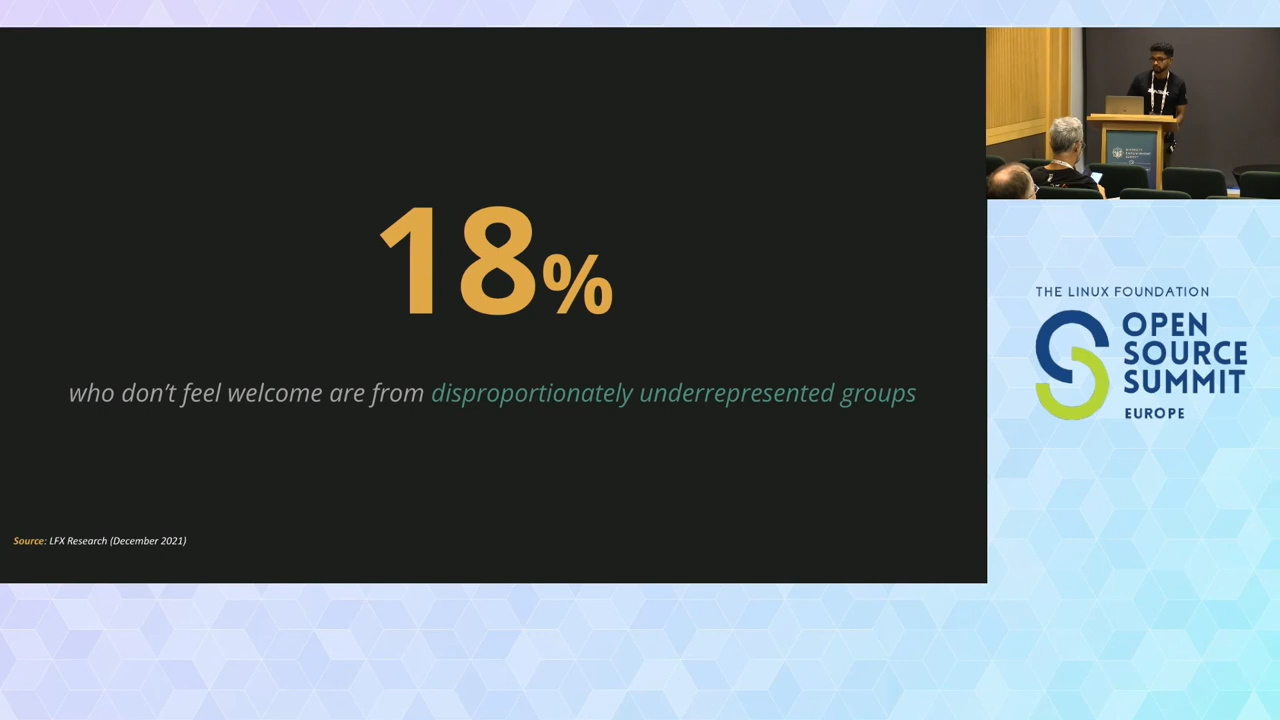 18%
who don't feel welcome are from disproportionately underrepresented groups
Source: LFX Research (December 2021)
THE LINUX FOUNDATION
OPEN
SOURCE
SUMMIT
EUROPE